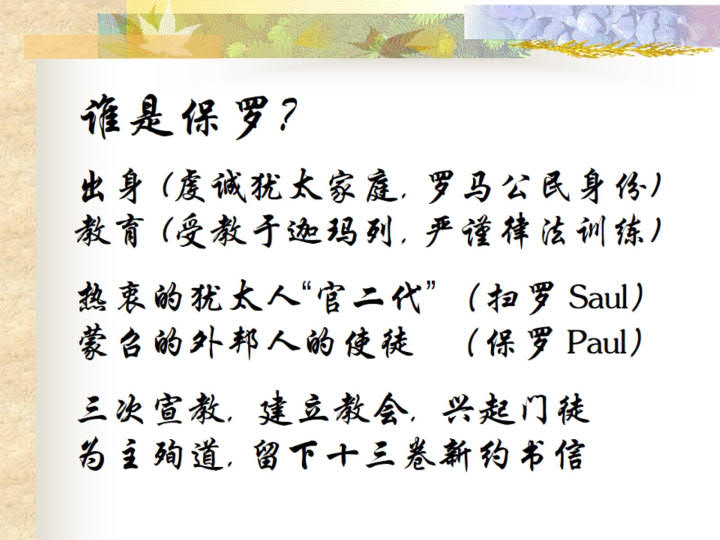 谁是保罗?
出身(虔诚犹太家庭, 罗马公民身份)
教育(受教于迦玛列, 严谨律法训练)
热衷的犹太人“官二代” (扫罗 Saul)
蒙召的外邦人的使徒 (保罗 Paul)
三次宣教, 建立教会, 兴起门徒
为主殉道, 留下十三卷新约书信